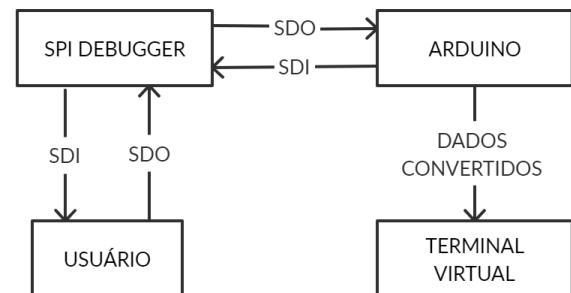 SPI DEBUGGER
SDO
SDI
ARDUINO
SDI
SDO
DADOS
CONVERTIDOS
USUÁRIO
TERMINAL
VIRTUAL